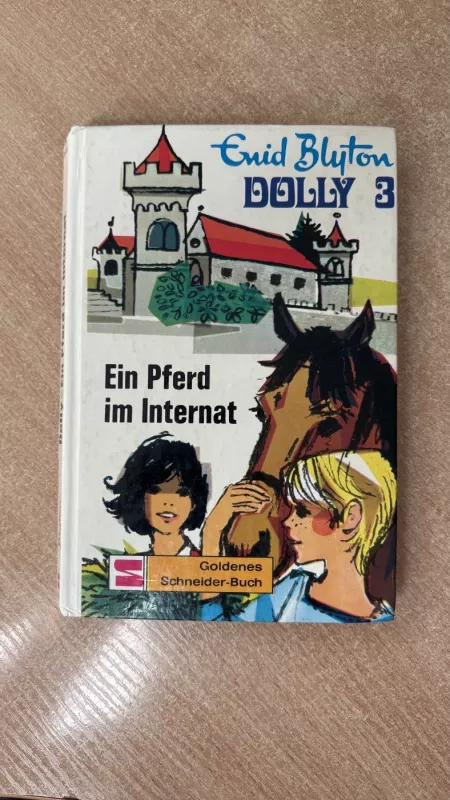 Enid Blyton
DOLLY 3
Ein Pferd
im Internat
Goldenes
Schneider-Buch